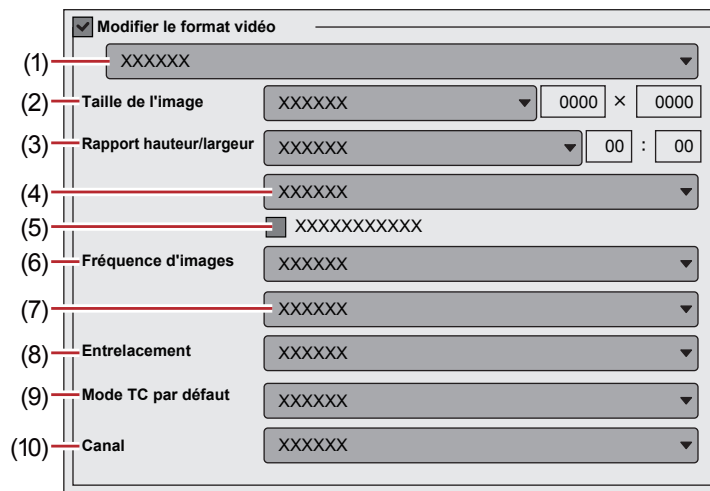 Modifier le format vidéo
(1) XXXXXX
(2) Taille de l'image XXXXXX 0000 × 0000
(3) Rapport hauteur/largeur XXXXXX 00 : 00
(4) XXXXXX
(5) XXXXXXXXXXX
(6) Fréquence d'images XXXXXX
(7) XXXXXX
(8) Entrelacement XXXXXX
(9) Mode TC par défaut XXXXXX
(10) Canal XXXXXX